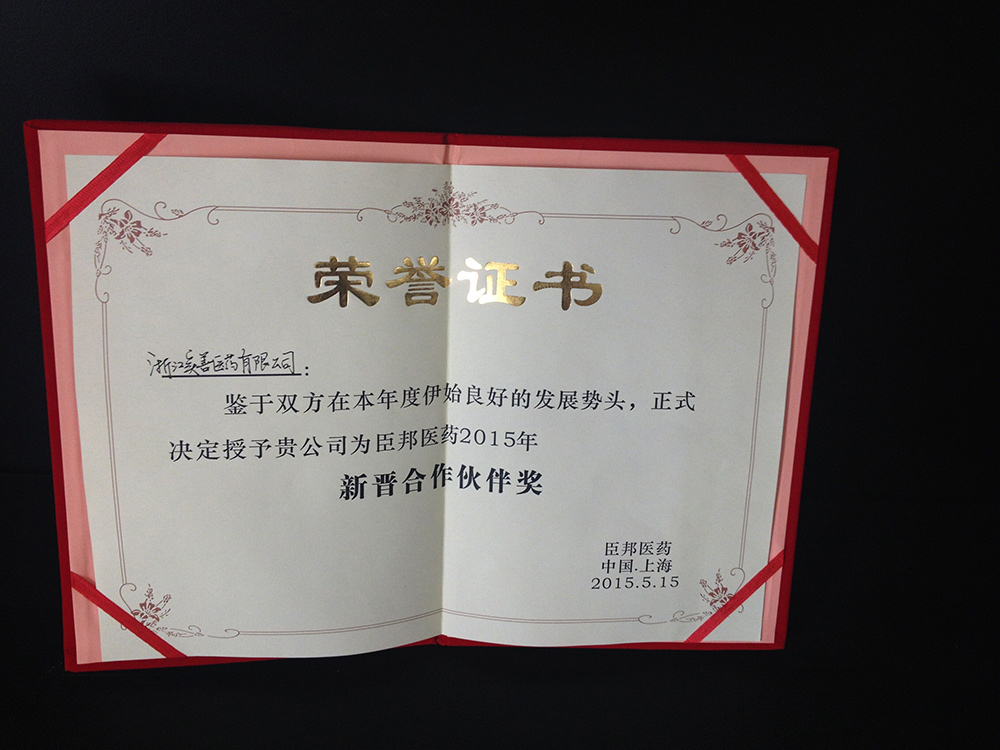 荣誉证书
浙江奕善医药有限公司：
鉴于双方在本年度伊始良好的发展势头，正式
决定授予贵公司为臣邦医药2015年
新晋合作伙伴奖
臣邦医药
中国.上海
2015.5.15